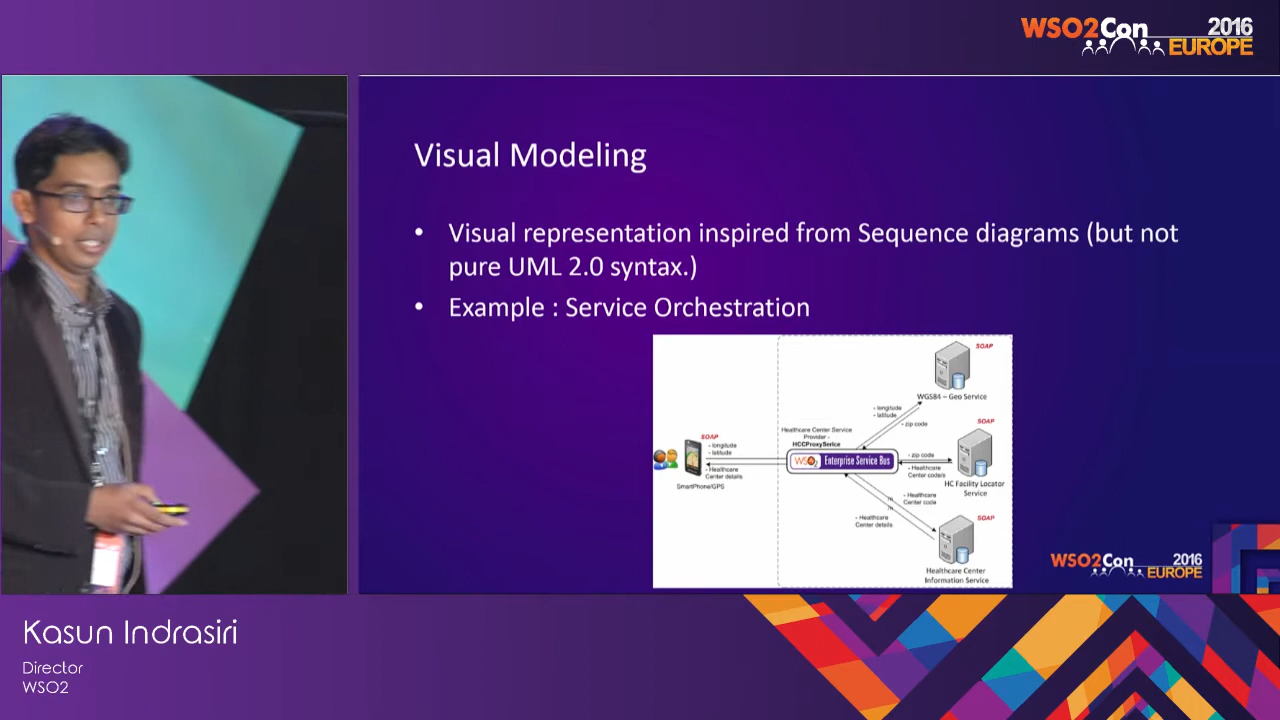 WSO2Con 2016
EUROPE
Visual Modeling
• Visual representation inspired from Sequence diagrams (but not
pure UML 2.0 syntax.)
• Example : Service Orchestration
SOAP
WGS84 – Geo Service
- longitude
- latitude
- zip code
Healthcare Center Service
Provider -
HCCProxySerice
WSO2 Enterprise Service Bus
SOAP
- longitude
- latitude
- Healthcare
Center details
SmartPhone/GPS
SOAP
- zip code
- Healthcare
Center code/s
HC Facility Locator
Service
- Healthcare
Center code
- Healthcare
Center details
SOAP
Healthcare Center
Information Service
WSO2Con 2016
EUROPE
Kasun Indrasiri
Director
WSO2